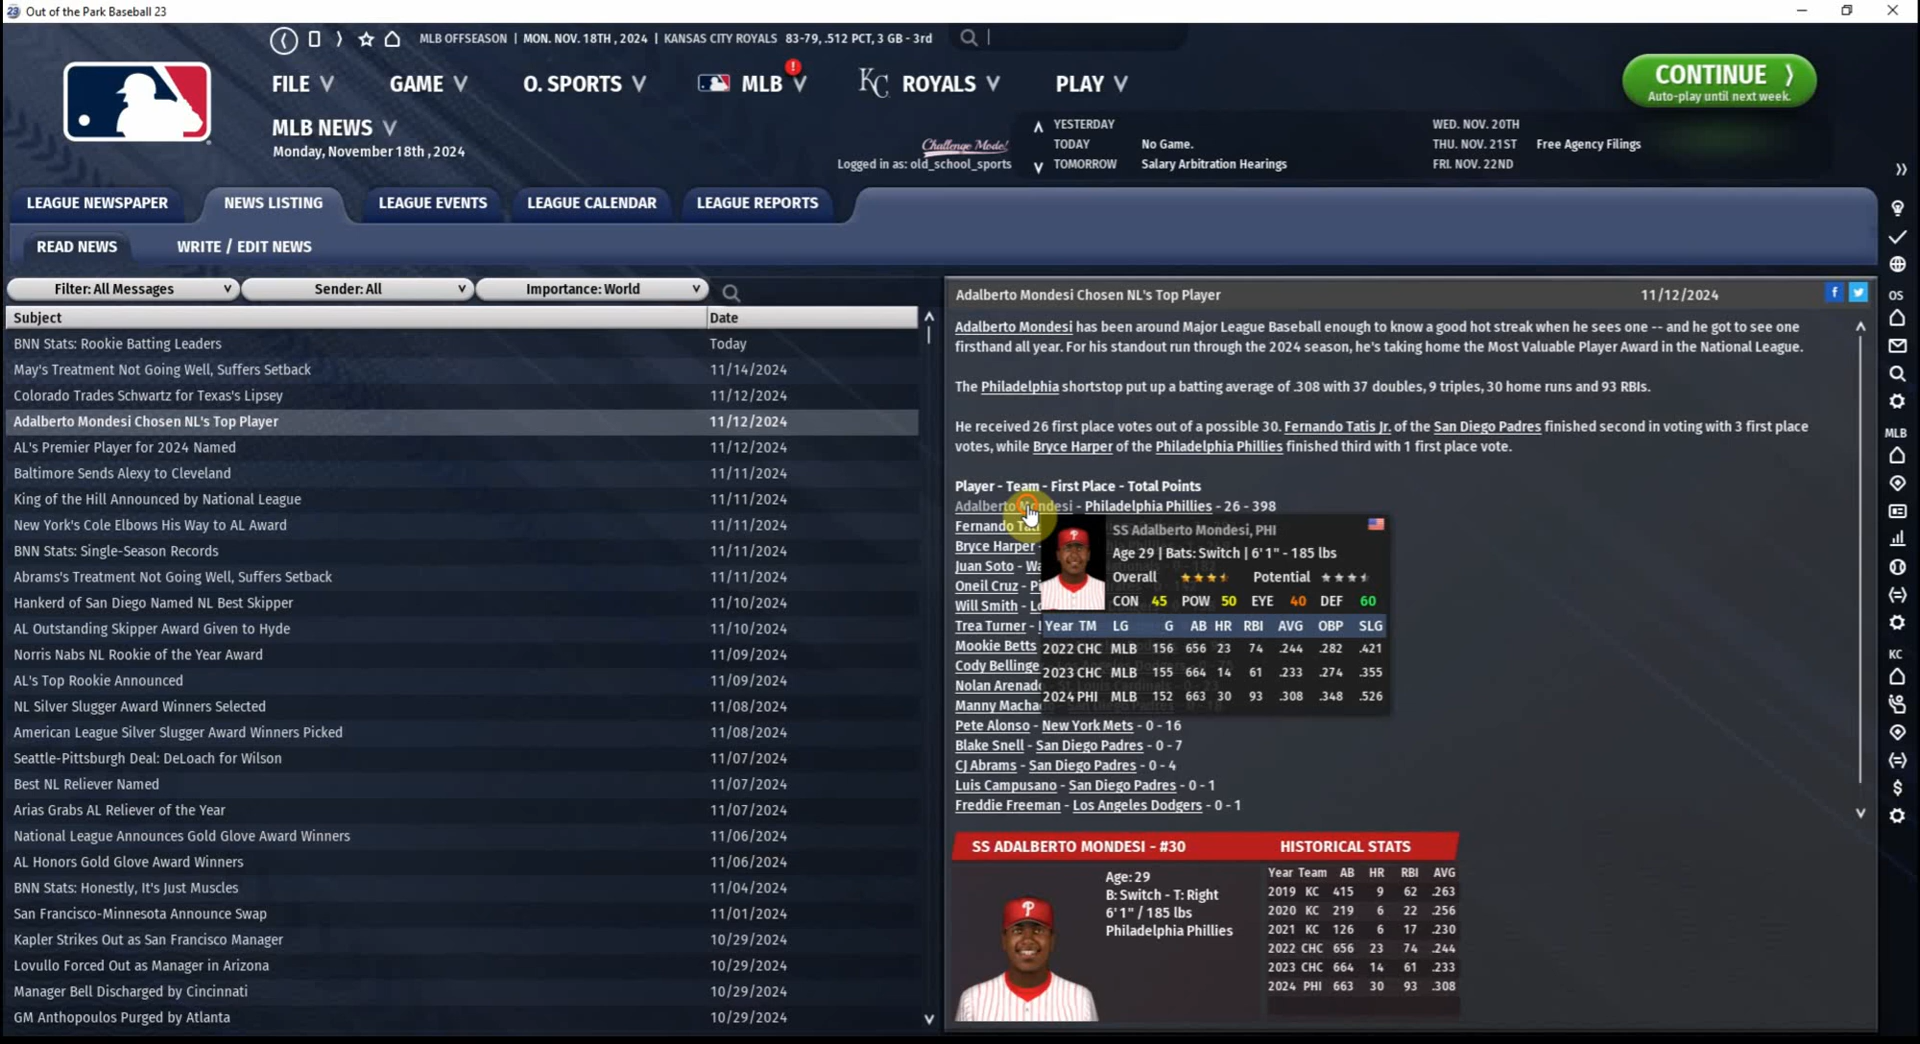 Out of the Park Baseball 23
MLB OFFSEASON | MON. NOV. 18TH, 2024 | KANSAS CITY ROYALS 83-79, .512 PCT, 3 GB - 3rd
FILE GAME O. SPORTS MLB ROYALS PLAY
CONTINUE
Auto-play until next week.
MLB NEWS
Monday, November 18th, 2024
Challenge Mode!
Logged in as: old_school_sports
YESTERDAY
TODAY No Game.
TOMORROW Salary Arbitration Hearings
WED. NOV. 20TH
THU. NOV. 21ST Free Agency Filings
FRI. NOV. 22ND
LEAGUE NEWSPAPER NEWS LISTING LEAGUE EVENTS LEAGUE CALENDAR LEAGUE REPORTS
READ NEWS WRITE / EDIT NEWS
Filter: All Messages Sender: All Importance: World
Subject Date
BNN Stats: Rookie Batting Leaders Today
May's Treatment Not Going Well, Suffers Setback 11/14/2024
Colorado Trades Schwartz for Texas's Lipsey 11/12/2024
Adalberto Mondesi Chosen NL's Top Player 11/12/2024
AL's Premier Player for 2024 Named 11/12/2024
Baltimore Sends Alexy to Cleveland 11/11/2024
King of the Hill Announced by National League 11/11/2024
New York's Cole Elbows His Way to AL Award 11/11/2024
BNN Stats: Single-Season Records 11/11/2024
Abrams's Treatment Not Going Well, Suffers Setback 11/11/2024
Hankerd of San Diego Named NL Best Skipper 11/10/2024
AL Outstanding Skipper Award Given to Hyde 11/10/2024
Norris Nabs NL Rookie of the Year Award 11/09/2024
AL's Top Rookie Announced 11/09/2024
NL Silver Slugger Award Winners Selected 11/08/2024
American League Silver Slugger Award Winners Picked 11/08/2024
Seattle-Pittsburgh Deal: DeLoach for Wilson 11/07/2024
Best NL Reliever Named 11/07/2024
Arias Grabs AL Reliever of the Year 11/07/2024
National League Announces Gold Glove Award Winners 11/06/2024
AL Honors Gold Glove Award Winners 11/06/2024
BNN Stats: Honestly, It's Just Muscles 11/04/2024
San Francisco-Minnesota Announce Swap 11/01/2024
Kapler Strikes Out as San Francisco Manager 10/29/2024
Lovullo Forced Out as Manager in Arizona 10/29/2024
Manager Bell Discharged by Cincinnati 10/29/2024
GM Anthopoulos Purged by Atlanta 10/29/2024
Adalberto Mondesi Chosen NL's Top Player 11/12/2024
Adalberto Mondesi has been around Major League Baseball enough to know a good hot streak when he sees one -- and he got to see one
firsthand all year. For his standout run through the 2024 season, he's taking home the Most Valuable Player Award in the National League.
The Philadelphia shortstop put up a batting average of .308 with 37 doubles, 9 triples, 30 home runs and 93 RBIs.
He received 26 first place votes out of a possible 30. Fernando Tatis Jr. of the San Diego Padres finished second in voting with 3 first place
votes, while Bryce Harper of the Philadelphia Phillies finished third with 1 first place vote.
Player - Team - First Place - Total Points
Adalberto Mondesi - Philadelphia Phillies - 26 - 398
Fernando
Bryce Harper -
Juan Soto -
Oneil Cruz -
Will Smith -
Trea Turner -
Mookie Betts
Cody
Nolan
Manny
Pete Alonso - New York Mets - 0 - 16
Blake Snell - San Diego Padres - 0 - 7
CJ Abrams - San Diego Padres - 0 - 4
Luis Campusano - San Diego Padres - 0 - 1
Freddie Freeman - Los Angeles Dodgers - 0 - 1
SS Adalberto Mondesi, PHI
Age 29 | Bats: Switch | 6' 1" - 185 lbs
Overall Potential
CON 45 POW 50 EYE 40 DEF 60
Year TM LG G AB HR RBI AVG OBP SLG
2022 CHC MLB 156 656 23 74 .244 .282 .421
2023 CHC MLB 155 664 14 61 .233 .274 .355
2024 PHI MLB 152 663 30 93 .308 .348 .526
SS ADALBERTO MONDESI - #30 HISTORICAL STATS
Age: 29
B: Switch - T: Right
6' 1" / 185 lbs
Philadelphia Phillies
Year Team AB HR RBI AVG
2019 KC 415 9 62 .263
2020 KC 219 6 22 .256
2021 KC 126 6 17 .230
2022 CHC 656 23 74 .244
2023 CHC 664 14 61 .233
2024 PHI 663 30 93 .308
OS
MLB
KC